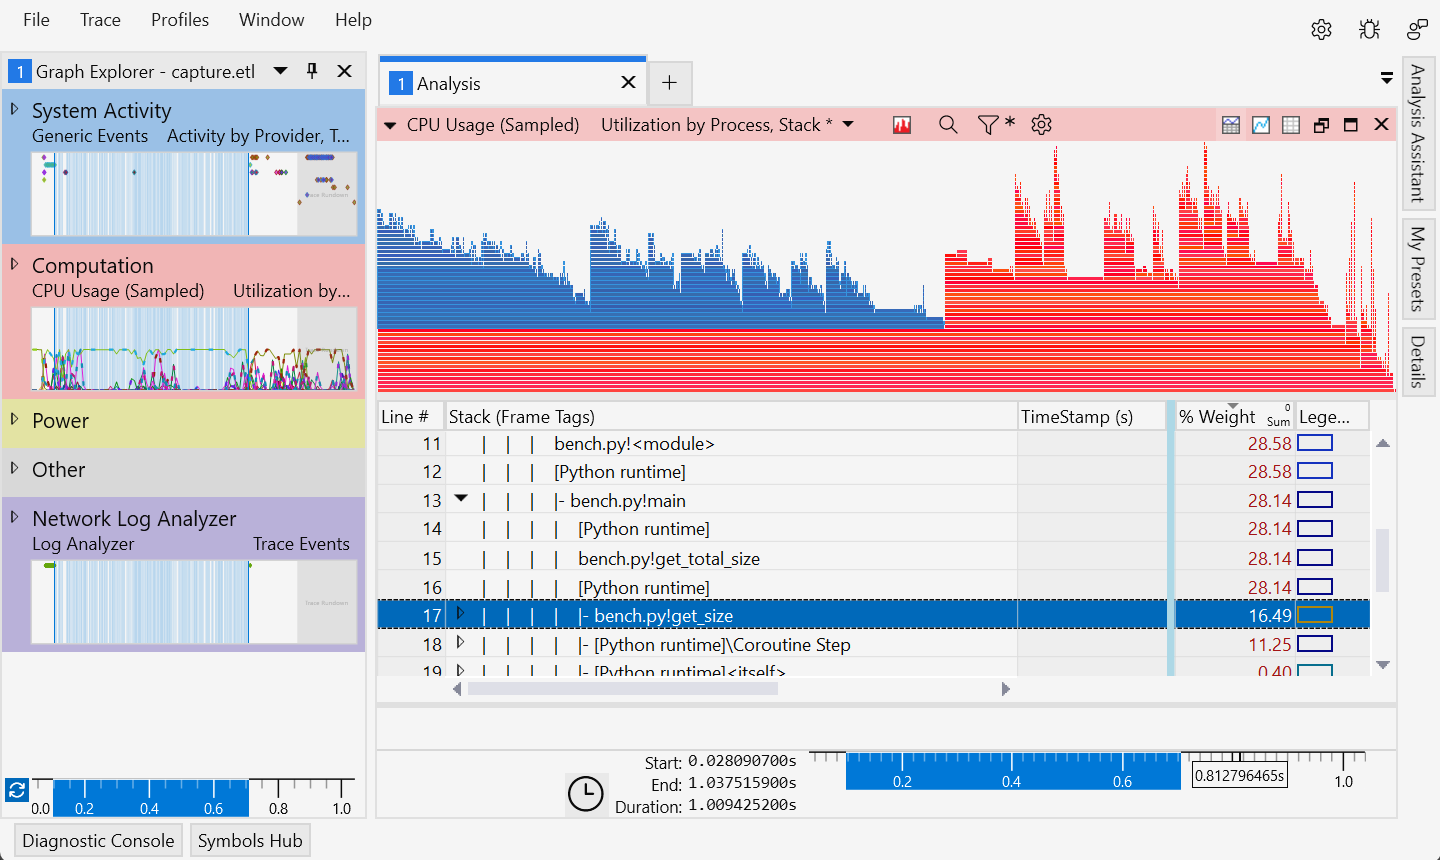 File Trace Profiles Window Help
1 Graph Explorer - capture.etl
System Activity
Generic Events Activity by Provider, T...
Trace Rundown
Computation
CPU Usage (Sampled) Utilization by...
Power
Other
Network Log Analyzer
Log Analyzer Trace Events
Trace Rundown
0.0 0.2 0.4 0.6 0.8 1.0
1 Analysis
CPU Usage (Sampled) Utilization by Process, Stack *
*
Line # Stack (Frame Tags) TimeStamp (s) % Weight Sum 0 Lege...
11 | | | bench.py!<module> 28.58
12 | | | [Python runtime] 28.58
13 | | | |- bench.py!main 28.14
14 | | | | [Python runtime] 28.14
15 | | | | bench.py!get_total_size 28.14
16 | | | | [Python runtime] 28.14
17 | | | | |- bench.py!get_size 16.49
18 | | | | |- [Python runtime]\Coroutine Step 11.25
19 | | | | |- [Python runtime]<itself> 0.40
Start: 0.028090700s
End: 1.037515900s
Duration: 1.009425200s
0.2 0.4 0.6 0.812796465s 1.0
Analysis Assistant
My Presets
Details
Diagnostic Console Symbols Hub